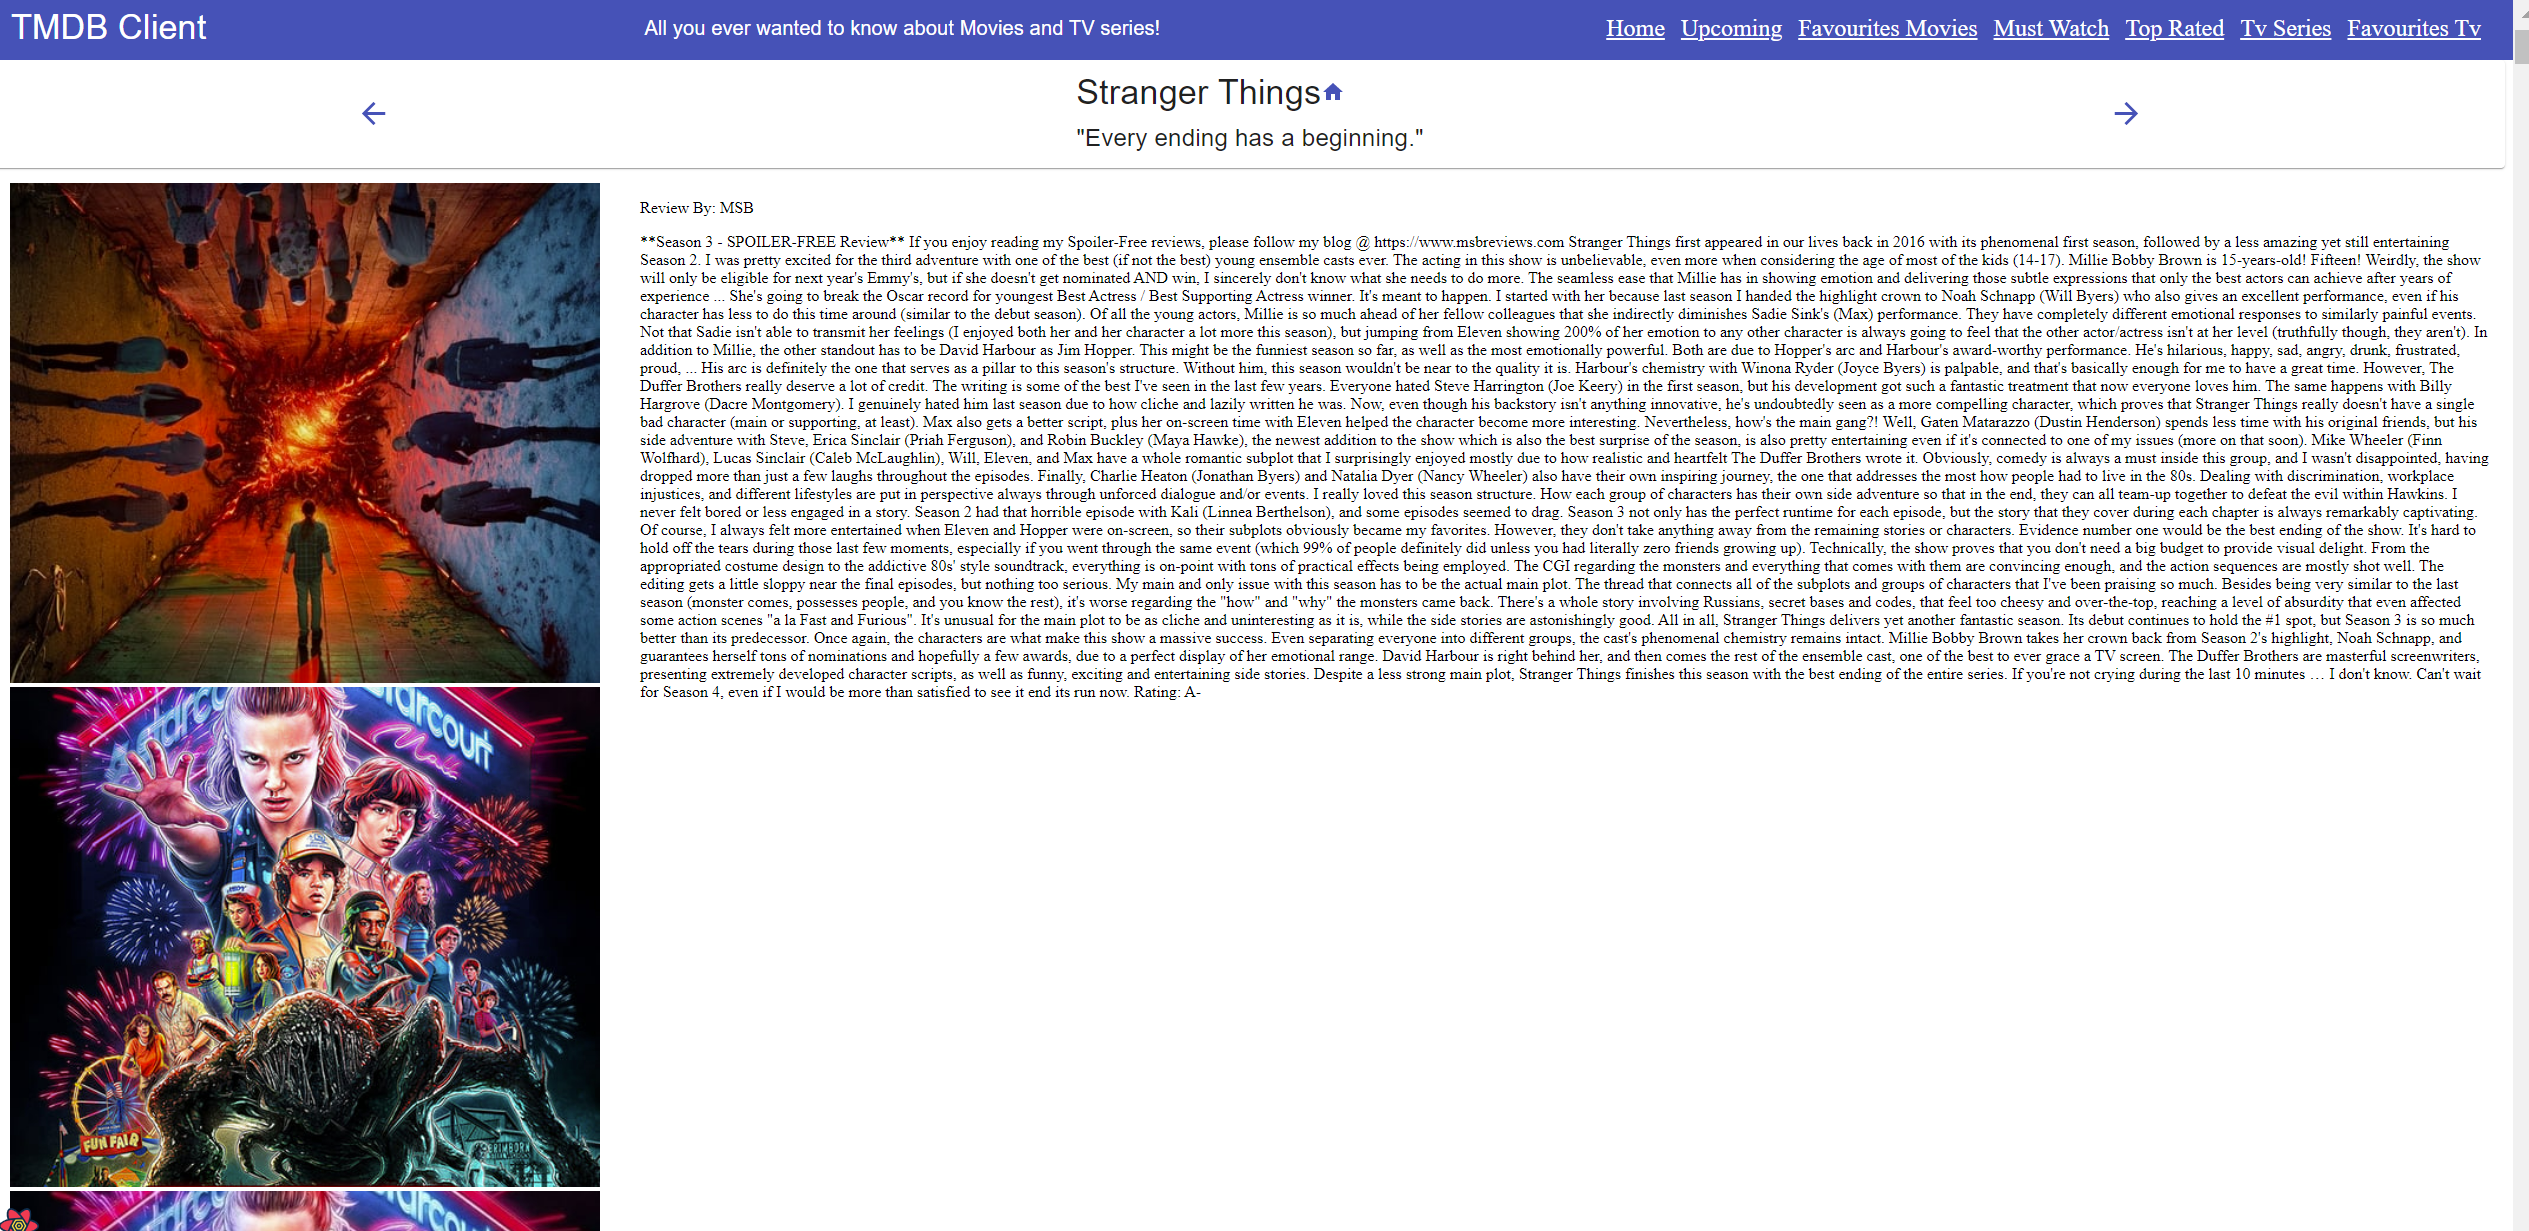 TMDB Client
All you ever wanted to know about Movies and TV series!
Home Upcoming Favourites Movies Must Watch Top Rated Tv Series Favourites Tv
Stranger Things
"Every ending has a beginning."
Review By: MSB
**Season 3 - SPOILER-FREE Review** If you enjoy reading my Spoiler-Free reviews, please follow my blog @ https://www.msbreviews.com Stranger Things first appeared in our lives back in 2016 with its phenomenal first season, followed by a less amazing yet still entertaining
Season 2. I was pretty excited for the third adventure with one of the best (if not the best) young ensemble casts ever. The acting in this show is unbelievable, even more when considering the age of most of the kids (14-17). Millie Bobby Brown is 15-years-old! Fifteen! Weirdly, the show
will only be eligible for next year's Emmy's, but if she doesn't get nominated AND win, I sincerely don't know what she needs to do more. The seamless ease that Millie has in showing emotion and delivering those subtle expressions that only the best actors can achieve after years of
experience ... She's going to break the Oscar record for youngest Best Actress / Best Supporting Actress winner. It's meant to happen. I started with her because last season I handed the highlight crown to Noah Schnapp (Will Byers) who also gives an excellent performance, even if his
character has less to do this time around (similar to the debut season). Of all the young actors, Millie is so much ahead of her fellow colleagues that she indirectly diminishes Sadie Sink's (Max) performance. They have completely different emotional responses to similarly painful events.
Not that Sadie isn't able to transmit her feelings (I enjoyed both her and her character a lot more this season), but jumping from Eleven showing 200% of her emotion to any other character is always going to feel that the other actor/actress isn't at her level (truthfully though, they aren't). In
addition to Millie, the other standout has to be David Harbour as Jim Hopper. This might be the funniest season so far, as well as the most emotionally powerful. Both are due to Hopper's arc and Harbour's award-worthy performance. He's hilarious, happy, sad, angry, drunk, frustrated,
proud, ... His arc is definitely the one that serves as a pillar to this season's structure. Without him, this season wouldn't be near to the quality it is. Harbour's chemistry with Winona Ryder (Joyce Byers) is palpable, and that's basically enough for me to have a great time. However, The
Duffer Brothers really deserve a lot of credit. The writing is some of the best I've seen in the last few years. Everyone hated Steve Harrington (Joe Keery) in the first season, but his development got such a fantastic treatment that now everyone loves him. The same happens with Billy
Hargrove (Dacre Montgomery). I genuinely hated him last season due to how cliche and lazily written he was. Now, even though his backstory isn't anything innovative, he's undoubtedly seen as a more compelling character, which proves that Stranger Things really doesn't have a single
bad character (main or supporting, at least). Max also gets a better script, plus her on-screen time with Eleven helped the character become more interesting. Nevertheless, how's the main gang?! Well, Gaten Matarazzo (Dustin Henderson) spends less time with his original friends, but his
side adventure with Steve, Erica Sinclair (Priah Ferguson), and Robin Buckley (Maya Hawke), the newest addition to the show which is also the best surprise of the season, is also pretty entertaining even if it's connected to one of my issues (more on that soon). Mike Wheeler (Finn
Wolfhard), Lucas Sinclair (Caleb McLaughlin), Will, Eleven, and Max have a whole romantic subplot that I surprisingly enjoyed mostly due to how realistic and heartfelt The Duffer Brothers wrote it. Obviously, comedy is always a must inside this group, and I wasn't disappointed, having
dropped more than just a few laughs throughout the episodes. Finally, Charlie Heaton (Jonathan Byers) and Natalia Dyer (Nancy Wheeler) also have their own inspiring journey, the one that addresses the most how people had to live in the 80s. Dealing with discrimination, workplace
injustices, and different lifestyles are put in perspective always through unforced dialogue and/or events. I really loved this season structure. How each group of characters has their own side adventure so that in the end, they can all team-up together to defeat the evil within Hawkins. I
never felt bored or less engaged in a story. Season 2 had that horrible episode with Kali (Linnea Berthelson), and some episodes seemed to drag. Season 3 not only has the perfect runtime for each episode, but the story that they cover during each chapter is always remarkably captivating.
Of course, I always felt more entertained when Eleven and Hopper were on-screen, so their subplots obviously became my favorites. However, they don't take anything away from the remaining stories or characters. Evidence number one would be the best ending of the show. It's hard to
hold off the tears during those last few moments, especially if you went through the same event (which 99% of people definitely did unless you had literally zero friends growing up). Technically, the show proves that you don't need a big budget to provide visual delight. From the
appropriated costume design to the addictive 80s' style soundtrack, everything is on-point with tons of practical effects being employed. The CGI regarding the monsters and everything that comes with them are convincing enough, and the action sequences are mostly shot well. The
editing gets a little sloppy near the final episodes, but nothing too serious. My main and only issue with this season has to be the actual main plot. The thread that connects all of the subplots and groups of characters that I've been praising so much. Besides being very similar to the last
season (monster comes, possesses people, and you know the rest), it's worse regarding the "how" and "why" the monsters came back. There's a whole story involving Russians, secret bases and codes, that feel too cheesy and over-the-top, reaching a level of absurdity that even affected
some action scenes "a la Fast and Furious". It's unusual for the main plot to be as cliche and uninteresting as it is, while the side stories are astonishingly good. All in all, Stranger Things delivers yet another fantastic season. Its debut continues to hold the #1 spot, but Season 3 is so much
better than its predecessor. Once again, the characters are what make this show a massive success. Even separating everyone into different groups, the cast's phenomenal chemistry remains intact. Millie Bobby Brown takes her crown back from Season 2's highlight, Noah Schnapp, and
guarantees herself tons of nominations and hopefully a few awards, due to a perfect display of her emotional range. David Harbour is right behind her, and then comes the rest of the ensemble cast, one of the best to ever grace a TV screen. The Duffer Brothers are masterful screenwriters,
presenting extremely developed character scripts, as well as funny, exciting and entertaining side stories. Despite a less strong main plot, Stranger Things finishes this season with the best ending of the entire series. If you're not crying during the last 10 minutes … I don't know. Can't wait
for Season 4, even if I would be more than satisfied to see it end its run now. Rating: A-
FUN FAIR